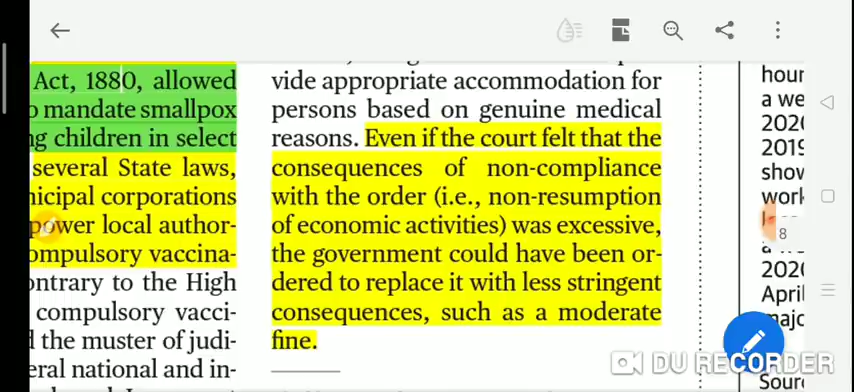 Act, 1880, allowed
mandate smallpox
children in select
several State laws,
icipal corporations
power local author-
ompulsory vaccina-
ontrary to the High
compulsory vacci-
the muster of judi-
eral national and in-
vide appropriate accommodation for
persons based on genuine medical
reasons. Even if the court felt that the
consequences of non-compliance
with the order (i.e., non-resumption
of economic activities) was excessive,
the government could have been or-
dered to replace it with less stringent
consequences, such as a moderate
fine.
hour
a we
2020
2019
show
work
8
2020
April
majo
Sourc
DU RECORDER